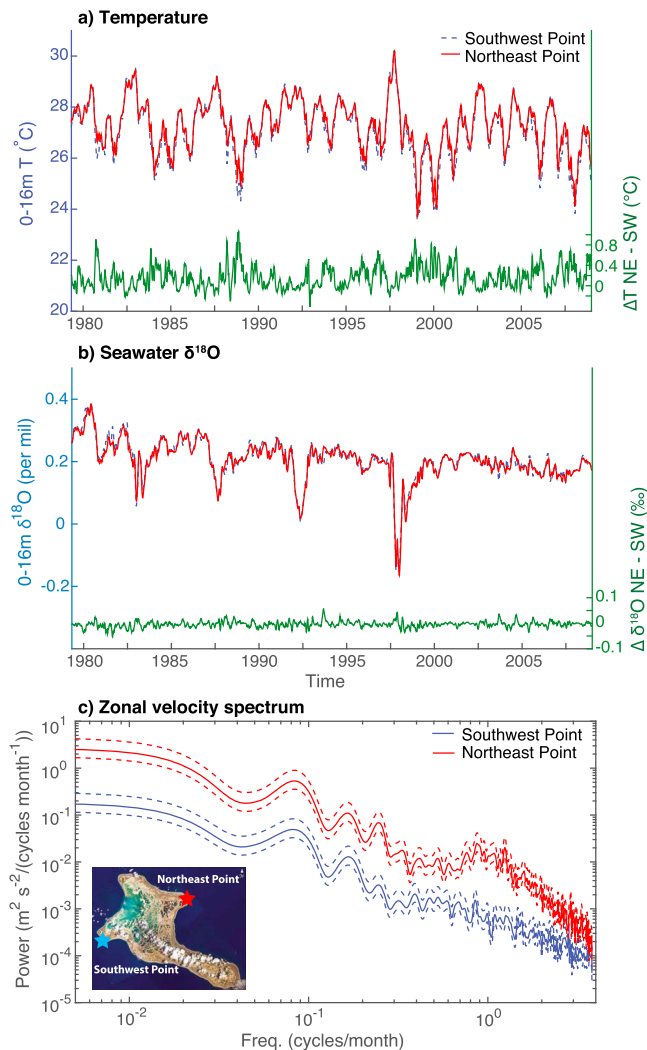 a) Temperature
Southwest Point
Northeast Point
30
28
26
24
22
20
0-16m T (°C)
0.8
0.4
0
ΔT NE - SW (°C)
1980 1985 1990 1995 2000 2005
b) Seawater δ¹⁸O
0.4
0.2
0
-0.2
0-16m δ¹⁸O (per mil)
0.1
0
-0.1
Δ δ¹⁸O NE - SW (‰)
1980 1985 1990 1995 2000 2005
Time
c) Zonal velocity spectrum
Southwest Point
Northeast Point
10¹
10⁰
10⁻¹
10⁻²
10⁻³
10⁻⁴
10⁻⁵
Power (m² s⁻²/(cycles month⁻¹))
Northeast Point
Southwest Point
10⁻² 10⁻¹ 10⁰
Freq. (cycles/month)